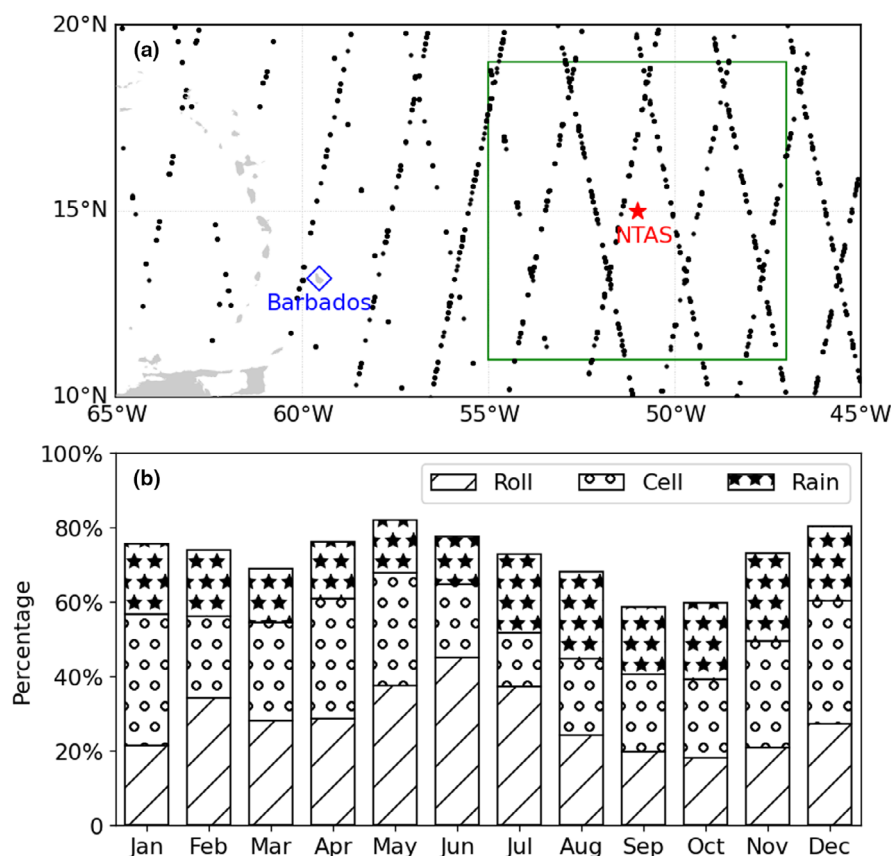 20°N
(a)
15°N
NTAS
Barbados
10°N
65°W 60°W 55°W 50°W 45°W
100%
(b)
Roll Cell Rain
80%
60%
Percentage
40%
20%
0
Jan Feb Mar Apr May Jun Jul Aug Sep Oct Nov Dec